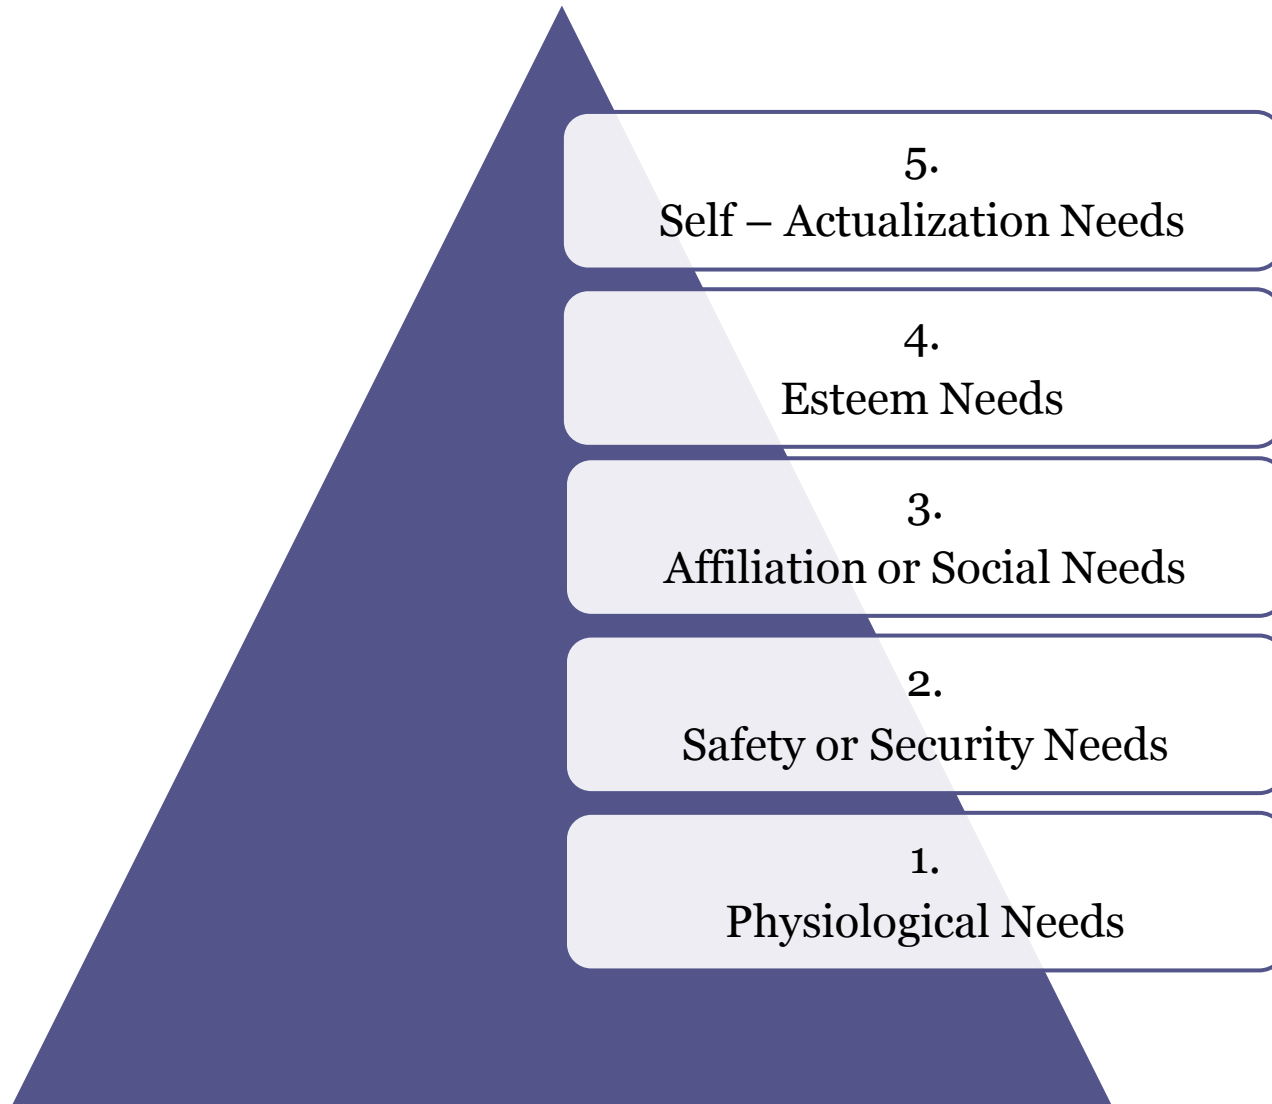 5.
Self – Actualization Needs
4.
Esteem Needs
3.
Affiliation or Social Needs
2.
Safety or Security Needs
1.
Physiological Needs